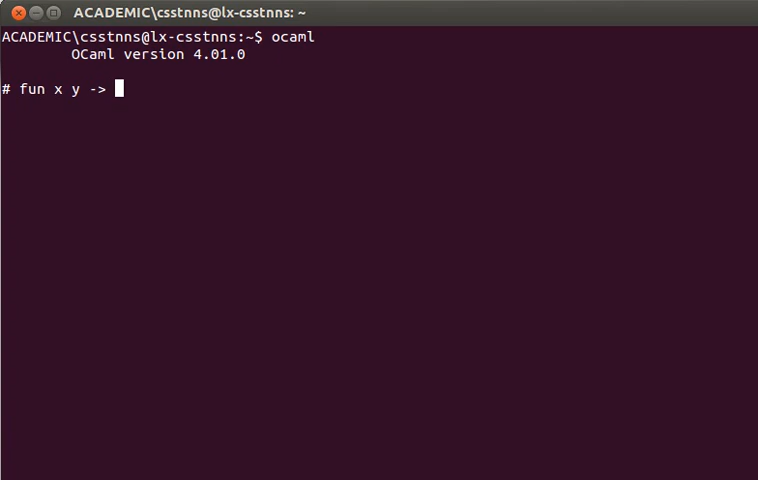 ACADEMIC\csstnns@lx-csstnns: ~
ACADEMIC\csstnns@lx-csstnns:~$ ocaml
OCaml version 4.01.0
# fun x y ->